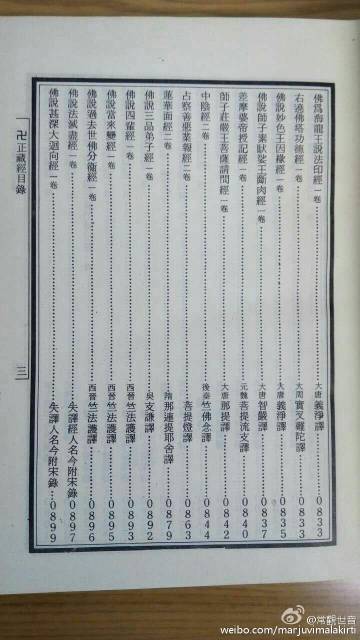 佛爲海龍王說法印經 一卷 大唐 義淨譯 0833
右遶佛塔功德經 一卷 大周 實叉難陀譯 0835
佛說妙色王因緣經 一卷 大唐 義淨譯 0833
佛說師子素馱娑王斷肉經 一卷 大唐 智嚴譯 0837
差摩婆帝授記經 一卷 元魏 菩提流支譯 0840
師子莊嚴王菩薩請問經 一卷 大唐 那提譯 0842
中陰經 二卷 後秦 竺佛念譯 0844
占察善惡業報經 二卷 菩提燈譯 0863
蓮華面經 二卷 隋 那連提耶舍譯 0879
佛說三品弟子經 一卷 吳 支謙譯 0892
佛說四輩經 一卷 西晉 竺法護譯 0893
佛說當來變經 一卷 西晉 竺法護譯 0895
佛說過去世佛分衞經 一卷 西晉 竺法護譯 0896
佛說法滅盡經 一卷 失譯經人名今附宋錄 0897
佛說甚深大迴向經 一卷 失譯人名今附宋錄 0899
卍正藏經目錄
三
@常觀世音
weibo.com/marjuvimalakirti